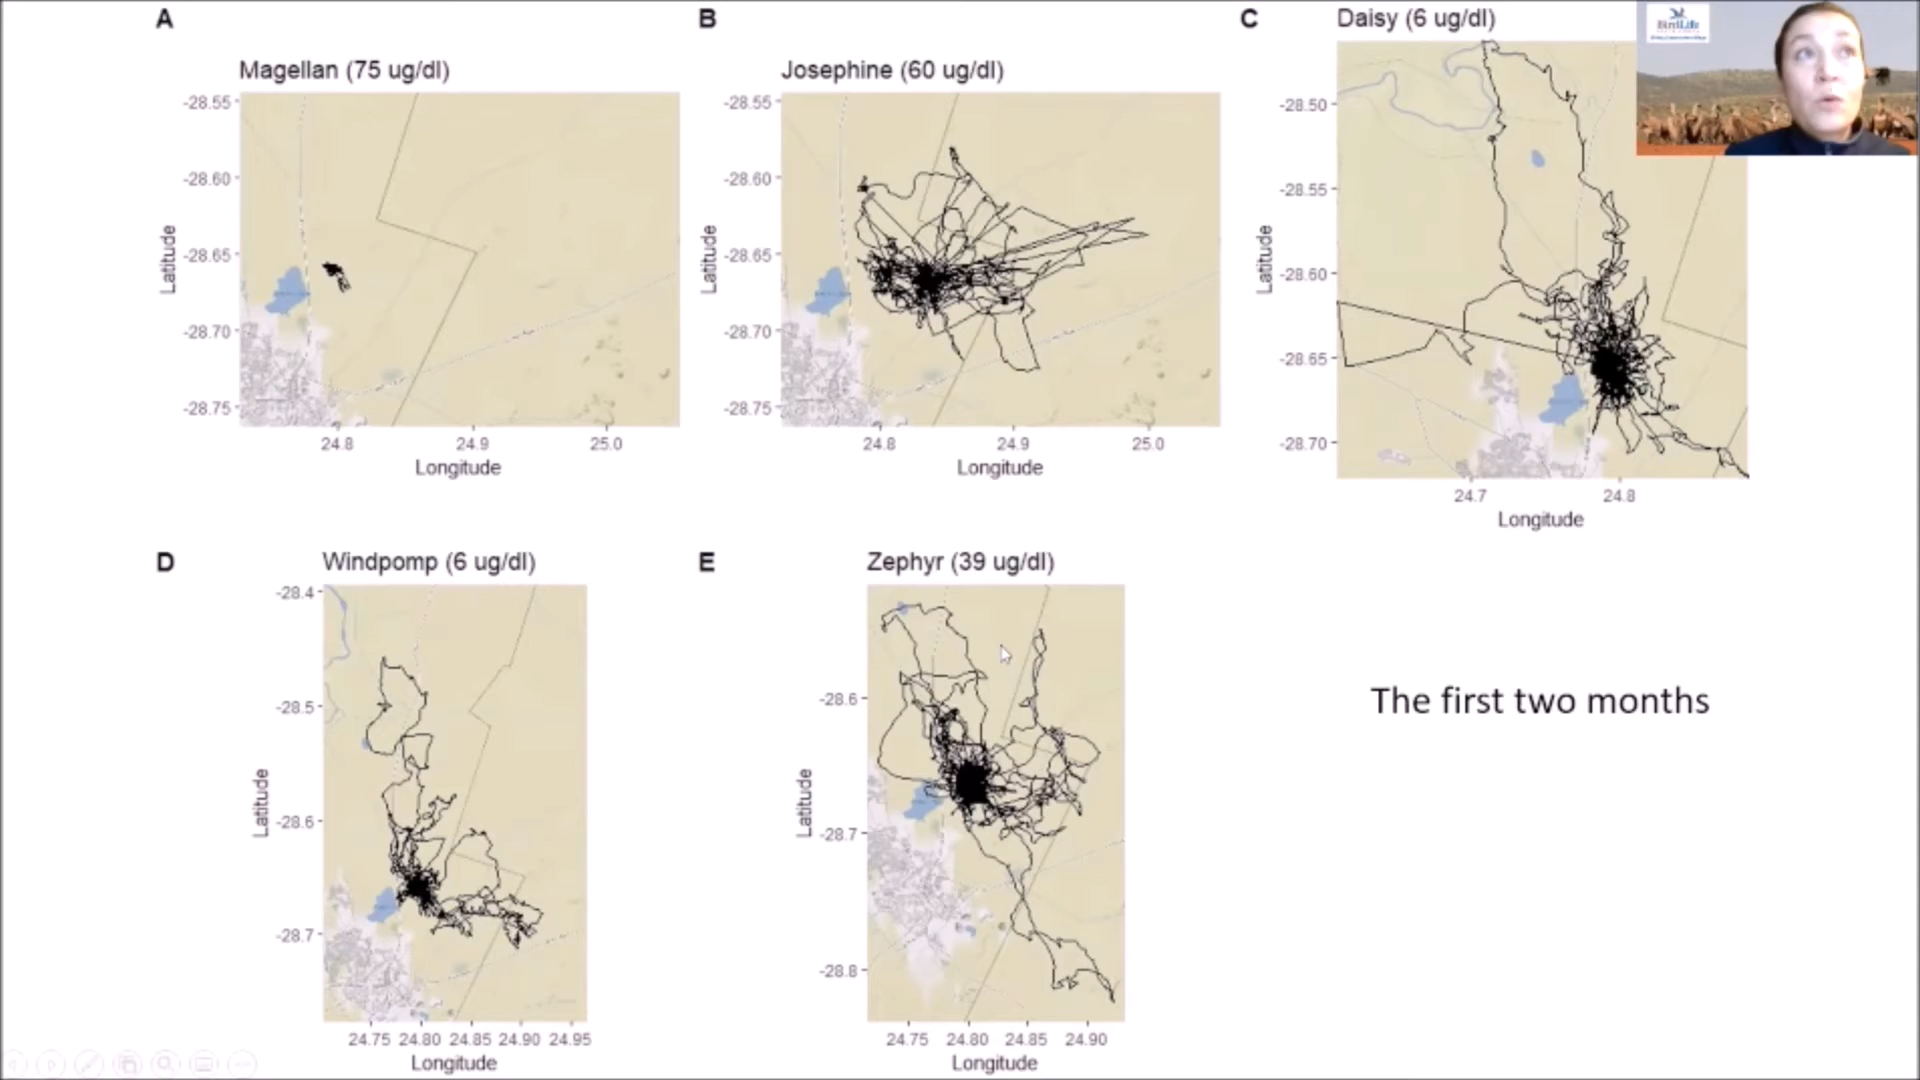 A
Magellan (75 ug/dl)
-28.55
-28.60
-28.65
-28.70
-28.75
Latitude
24.8
24.9
25.0
Longitude
B
Josephine (60 ug/dl)
-28.55
-28.60
-28.65
-28.70
-28.75
Latitude
24.8
24.9
25.0
Longitude
C
Daisy (6 ug/dl)
-28.50
-28.55
-28.60
-28.65
-28.70
Latitude
24.7
24.8
Longitude
BirdLife
D
Windpomp (6 ug/dl)
-28.4
-28.5
-28.6
-28.7
Latitude
24.75 24.80 24.85 24.90 24.95
Longitude
E
Zephyr (39 ug/dl)
-28.6
-28.7
-28.8
Latitude
24.75 24.80 24.85 24.90
Longitude
The first two months